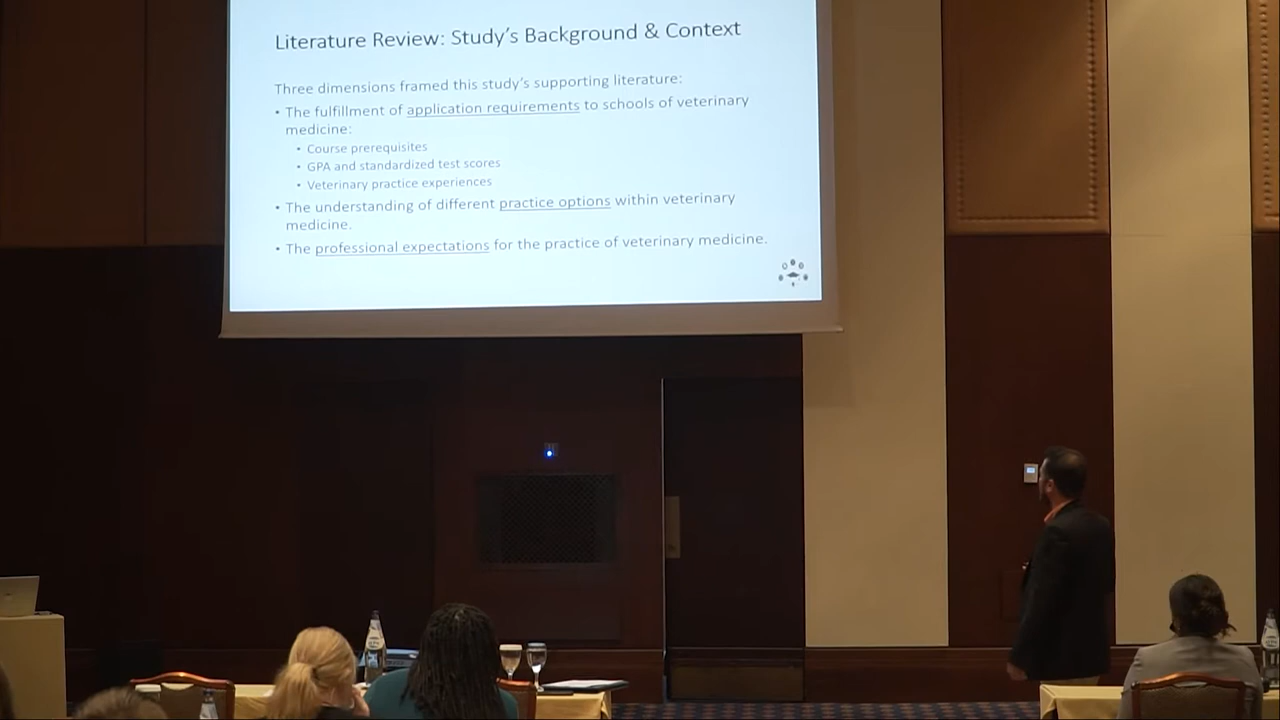 Literature Review: Study's Background & Context
Three dimensions framed this study's supporting literature:
• The fulfillment of application requirements to schools of veterinary
medicine:
• Course prerequisites
• GPA and standardized test scores
• Veterinary practice experiences
• The understanding of different practice options within veterinary
medicine.
• The professional expectations for the practice of veterinary medicine.